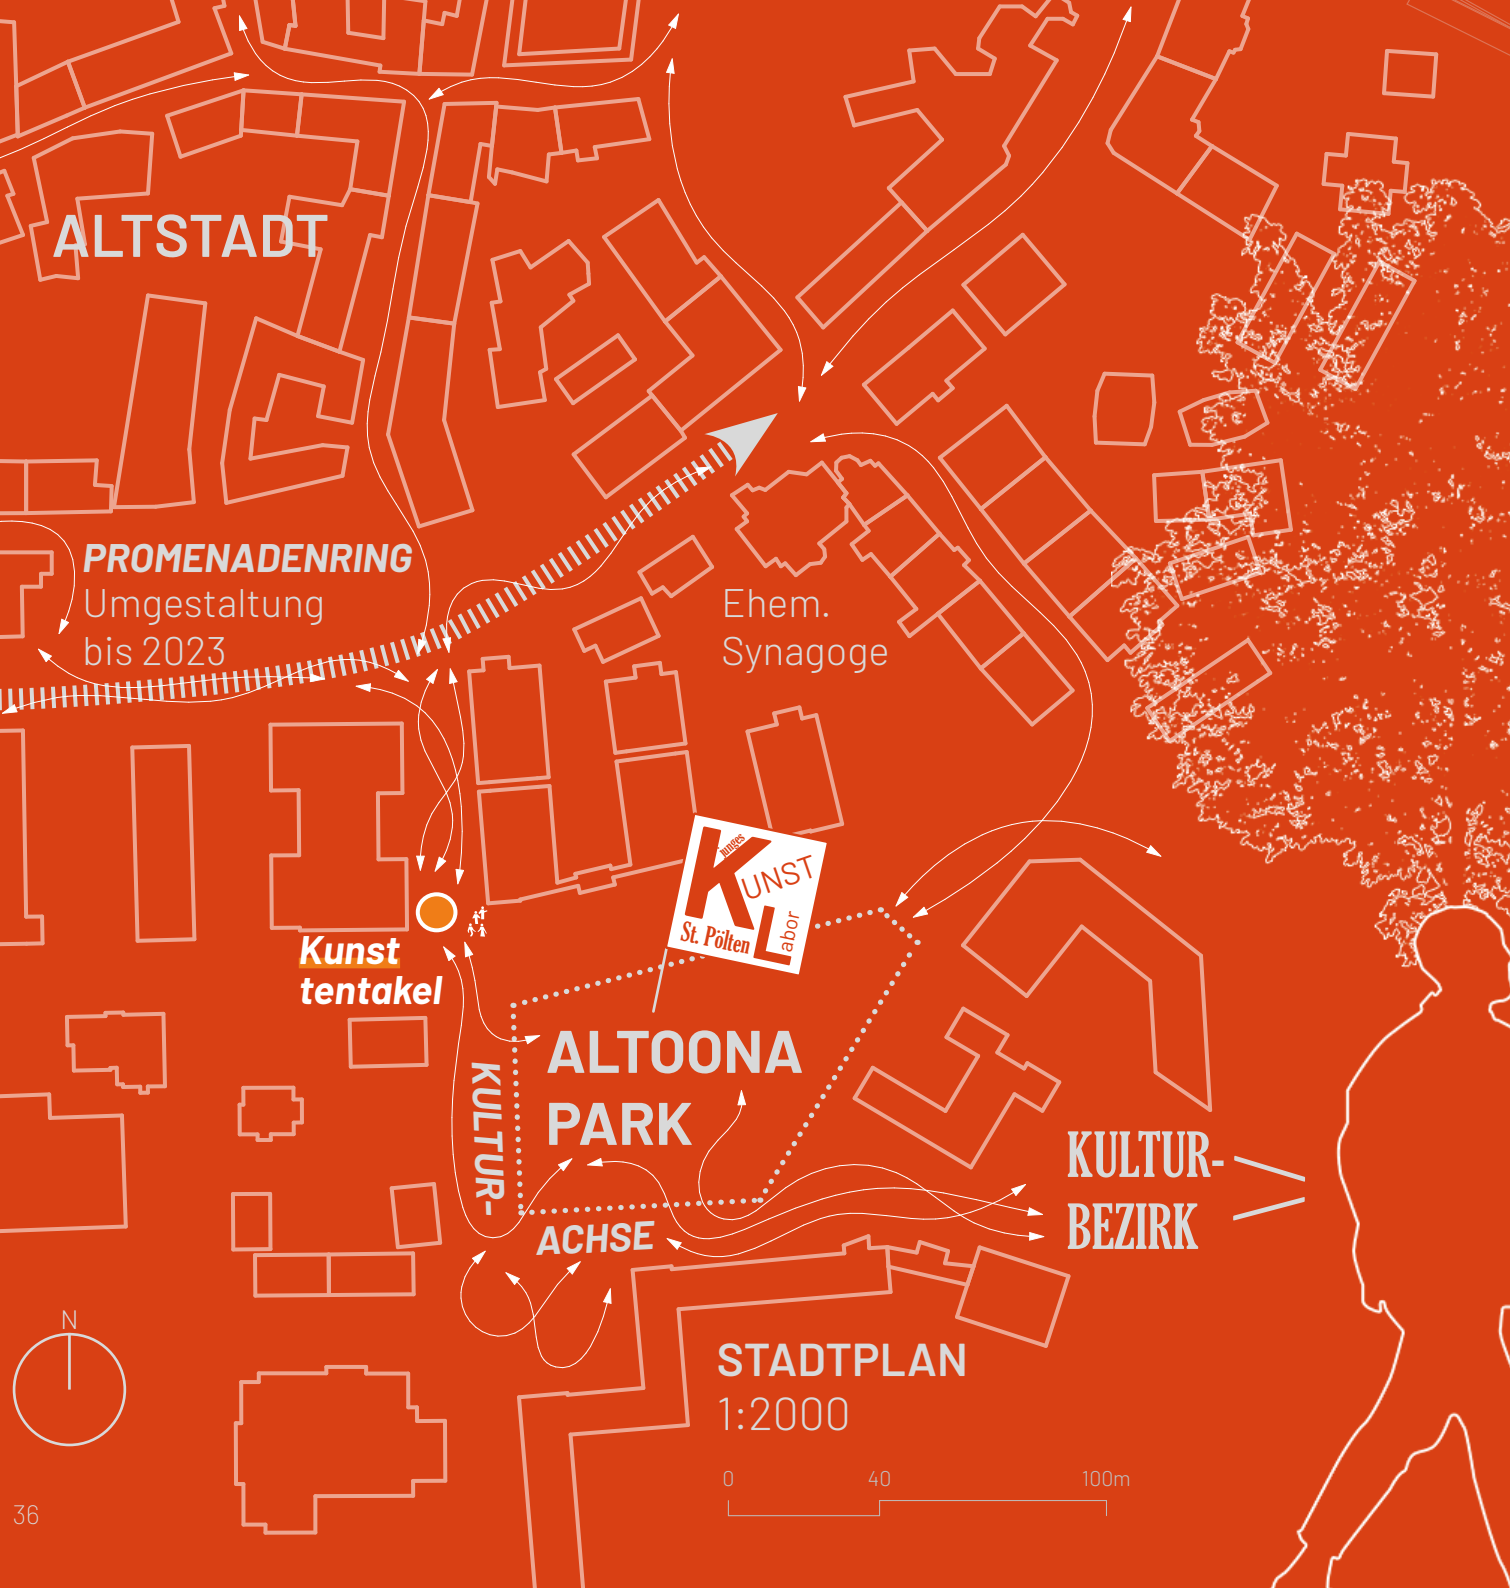 ALTSTADT
PROMENADENRING
Umgestaltung
bis 2023
Ehem.
Synagoge
Junges
KUNST
Labor
St. Pölten
Kunst
tentakel
ALTOONA
PARK
KULTUR-
ACHSE
KULTUR-
BEZIRK
N
STADTPLAN
1:2000
0 40 100m
36